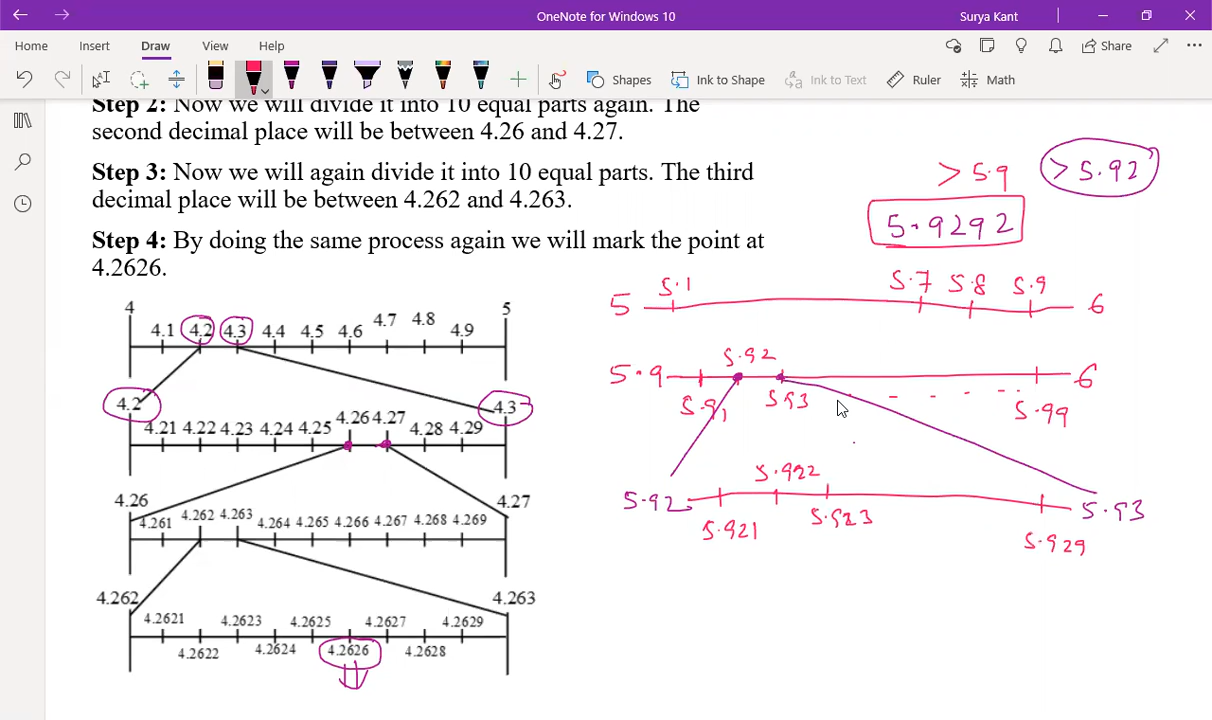 OneNote for Windows 10
Surya Kant
Home Insert Draw View Help
Share
Shapes
Ink to Shape
Ink to Text
Ruler
Math
Step 2: Now we will divide it into 10 equal parts again. The
second decimal place will be between 4.26 and 4.27.
Step 3: Now we will again divide it into 10 equal parts. The third
decimal place will be between 4.262 and 4.263.
Step 4: By doing the same process again we will mark the point at
4.2626.
4 5
4.1 4.2 4.3 4.4 4.5 4.6 4.7 4.8 4.9
4.2 4.3
4.21 4.22 4.23 4.24 4.25 4.26 4.27 4.28 4.29
4.26 4.27
4.261 4.262 4.263 4.264 4.265 4.266 4.267 4.268 4.269
4.262 4.263
4.2621 4.2623 4.2625 4.2627 4.2629
4.2622 4.2624 4.2626 4.2628
> 5.9 > 5.92
5.9292
5.1 5.7 5.8 5.9
5 6
5.92
5.9 6
5.91 5.93 5.99
5.922
5.92 5.93
5.921 5.923 5.929